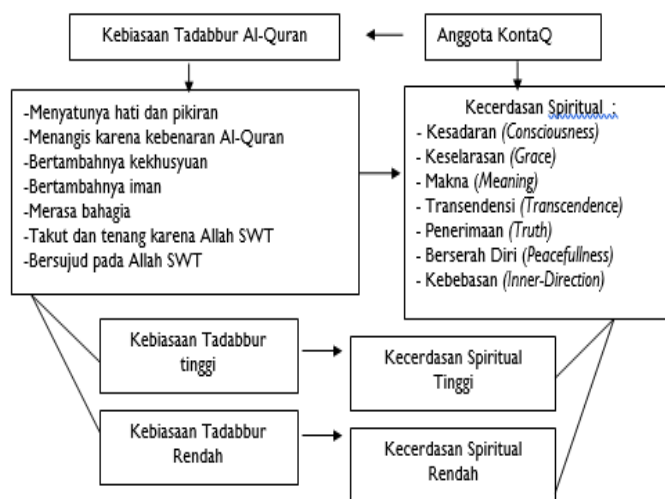 Kebiasaan Tadabbur Al-Quran
Anggota KontaQ
-Menyatunya hati dan pikiran
-Menangis karena kebenaran Al-Quran
-Bertambahnya kekhusyuan
-Bertambahnya iman
-Merasa bahagia
-Takut dan tenang karena Allah SWT
-Bersujud pada Allah SWT
Kecerdasan Spiritual :
- Kesadaran (Consciousness)
- Keselarasan (Grace)
- Makna (Meaning)
- Transendensi (Transcendence)
- Penerimaan (Truth)
- Berserah Diri (Peacefullness)
- Kebebasan (Inner-Direction)
Kebiasaan Tadabbur
tinggi
Kecerdasan Spiritual
Tinggi
Kebiasaan Tadabbur
Rendah
Kecerdasan Spiritual
Rendah